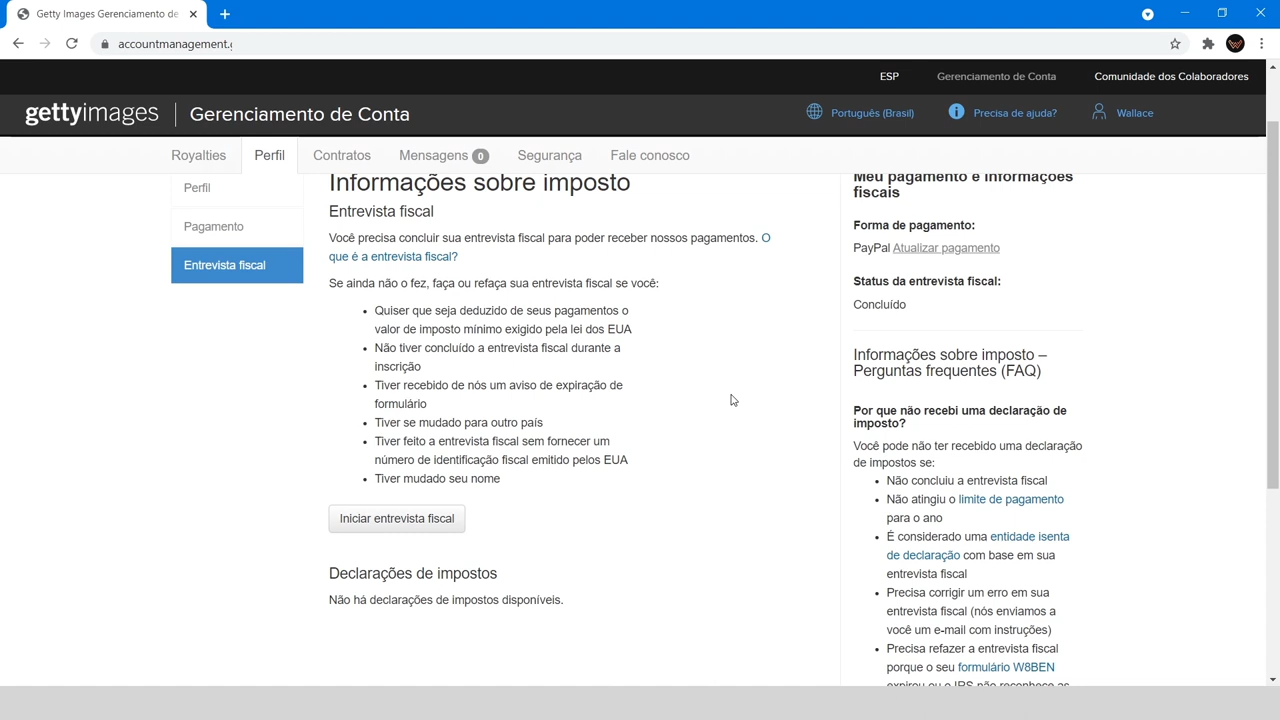 Getty Images Gerenciamento de
accountmanagement.
ESP
Gerenciamento de Conta
Comunidade dos Colaboradores
gettyimages
Gerenciamento de Conta
Português (Brasil)
Precisa de ajuda?
Wallace
Royalties
Perfil
Contratos
Mensagens 0
Segurança
Fale conosco
Perfil
Pagamento
Entrevista fiscal
Informações sobre imposto
Entrevista fiscal
Você precisa concluir sua entrevista fiscal para poder receber nossos pagamentos. O
que é a entrevista fiscal?
Se ainda não o fez, faça ou refaça sua entrevista fiscal se você:
• Quiser que seja deduzido de seus pagamentos o
valor de imposto mínimo exigido pela lei dos EUA
• Não tiver concluído a entrevista fiscal durante a
inscrição
• Tiver recebido de nós um aviso de expiração de
formulário
• Tiver se mudado para outro país
• Tiver feito a entrevista fiscal sem fornecer um
número de identificação fiscal emitido pelos EUA
• Tiver mudado seu nome
Iniciar entrevista fiscal
Declarações de impostos
Não há declarações de impostos disponíveis.
Meu pagamento e informações
fiscais
Forma de pagamento:
PayPal Atualizar pagamento
Status da entrevista fiscal:
Concluído
Informações sobre imposto –
Perguntas frequentes (FAQ)
Por que não recebi uma declaração de
imposto?
Você pode não ter recebido uma declaração
de impostos se:
• Não concluiu a entrevista fiscal
• Não atingiu o limite de pagamento
para o ano
• É considerado uma entidade isenta
de declaração com base em sua
entrevista fiscal
• Precisa corrigir um erro em sua
entrevista fiscal (nós enviamos a
você um e-mail com instruções)
• Precisa refazer a entrevista fiscal
porque o seu formulário W8BEN
expirou ou o IRS não reconhece as